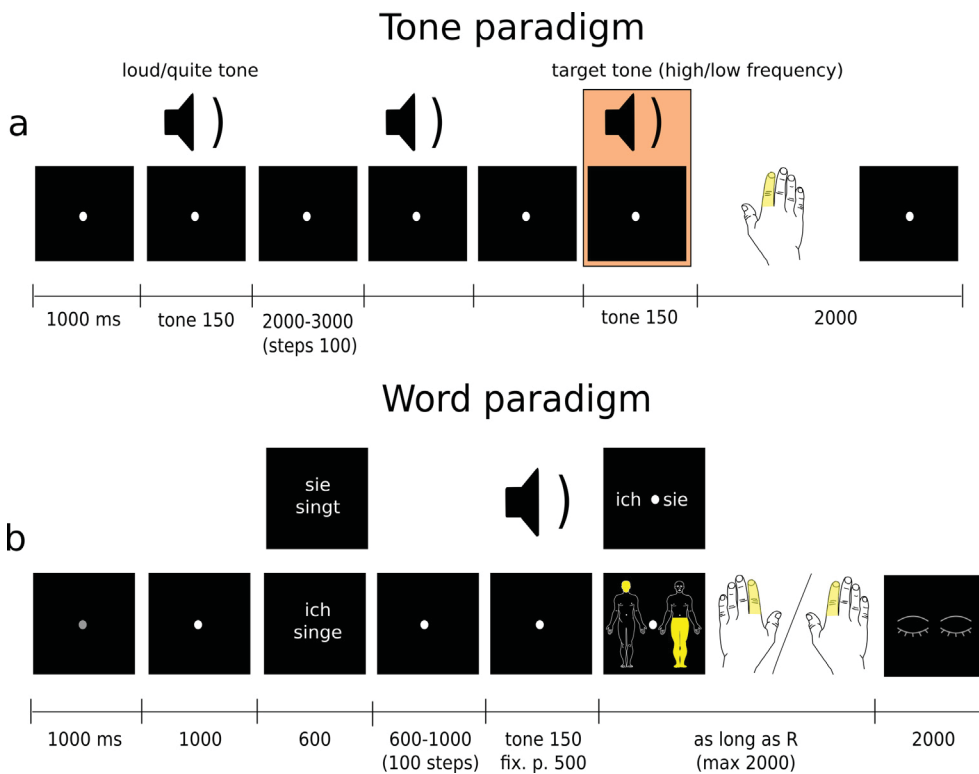 Tone paradigm
loud/quite tone
target tone (high/low frequency)
a
1000 ms
tone 150
2000-3000
(steps 100)
tone 150
2000
Word paradigm
sie
singt
ich sie
b
ich
singe
1000 ms
1000
600
600-1000
(100 steps)
tone 150
fix. p. 500
as long as R
(max 2000)
2000